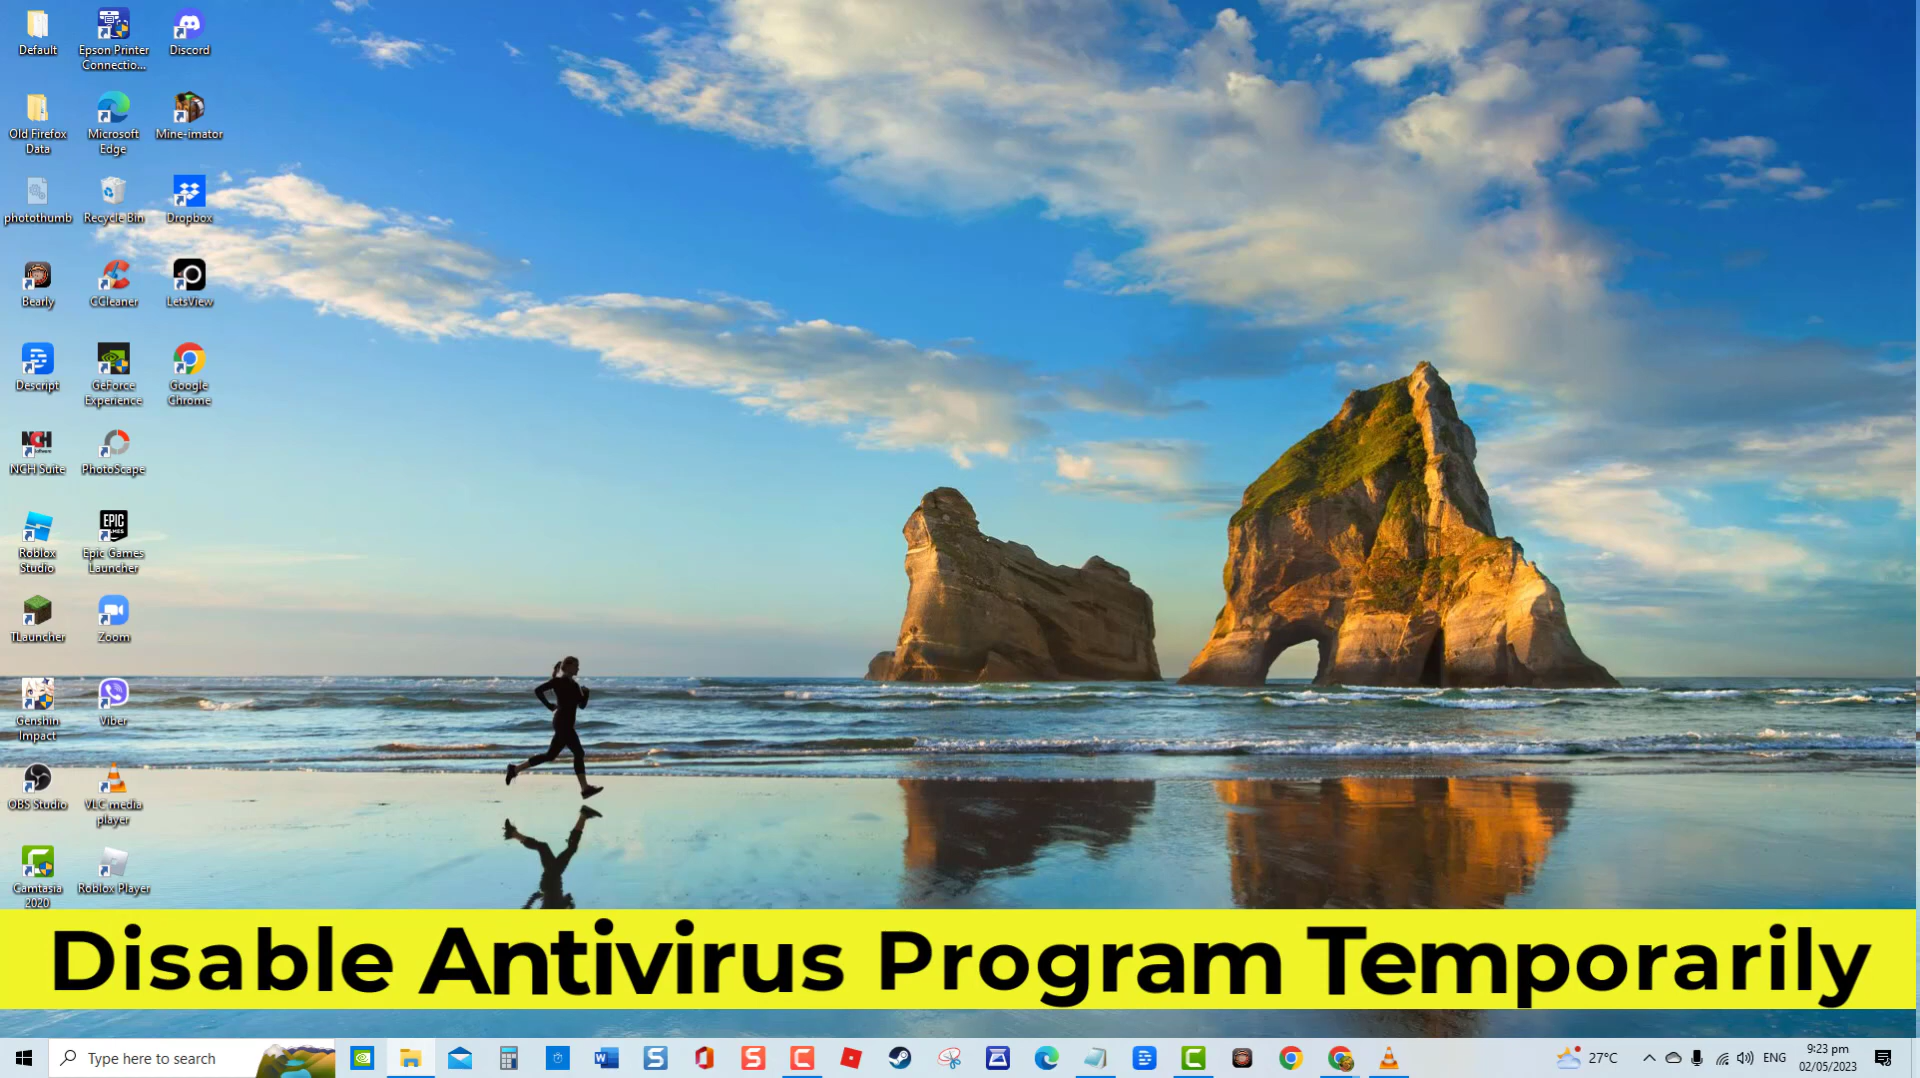 Default
Epson Printer
Connectio...
Discord
Old Firefox
Data
Microsoft
Edge
Mine-imator
photothumb
Recycle Bin
Dropbox
Bearly
CCleaner
LetsView
Descript
GeForce
Experience
Google
Chrome
NCH
NCH Suite
PhotoScape
Roblox
Studio
EPIC
GAMES
Epic Games
Launcher
TLauncher
Zoom
Genshin
Impact
Viber
OBS Studio
VLC media
player
Camtasia
2020
Roblox Player
Disable Antivirus Program Temporarily
Type here to search
27°C
ENG
9:23 pm
02/05/2023